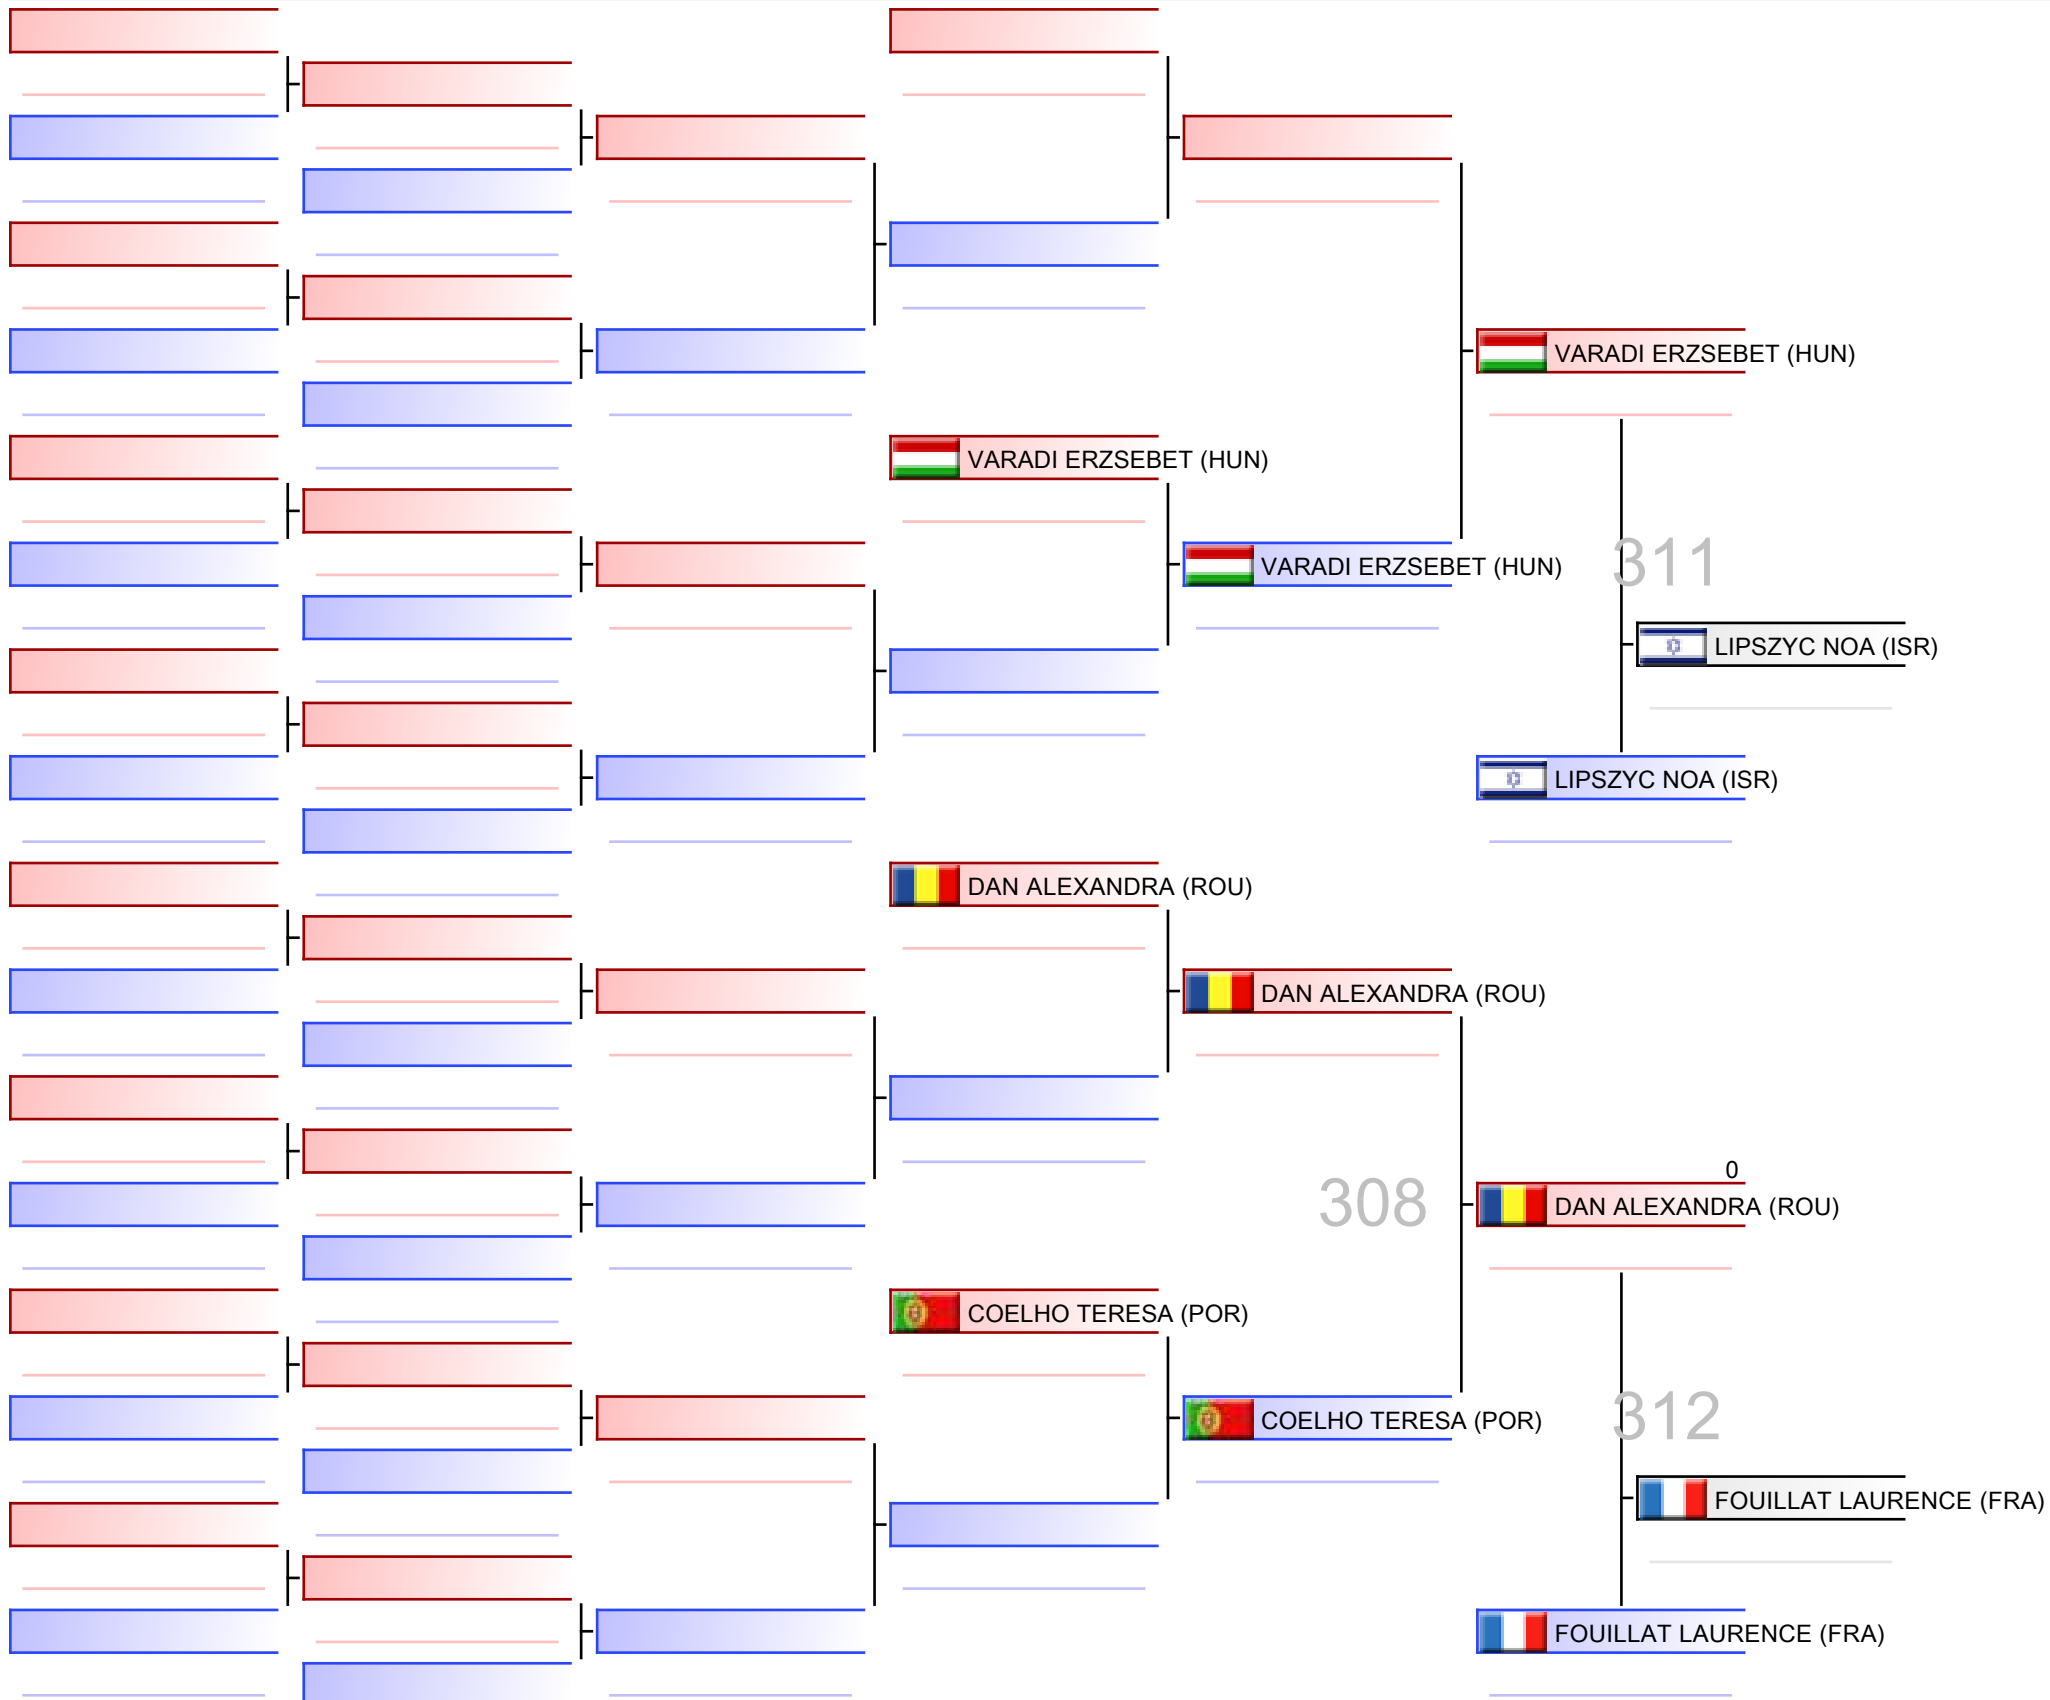 VARADI ERZSEBET (HUN)
VARADI ERZSEBET (HUN)
VARADI ERZSEBET (HUN)
311
LIPSZYC NOA (ISR)
LIPSZYC NOA (ISR)
DAN ALEXANDRA (ROU)
DAN ALEXANDRA (ROU)
0
308
DAN ALEXANDRA (ROU)
COELHO TERESA (POR)
COELHO TERESA (POR)
312
FOUILLAT LAURENCE (FRA)
FOUILLAT LAURENCE (FRA)